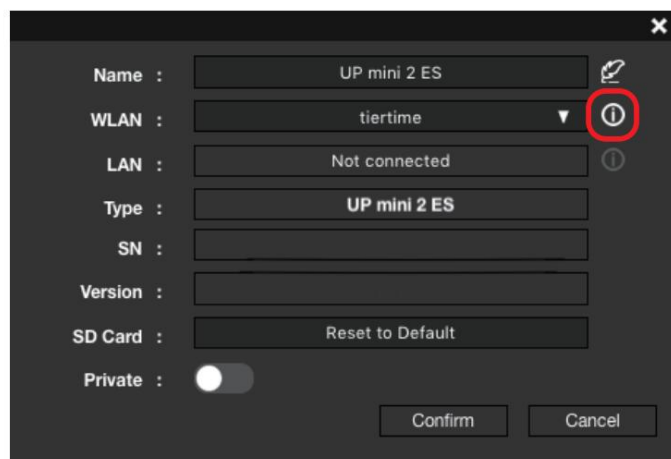 Name : UP mini 2 ES
WLAN : tiertime ▼
LAN : Not connected
Type : UP mini 2 ES
SN :
Version :
SD Card : Reset to Default
Private :
Confirm Cancel